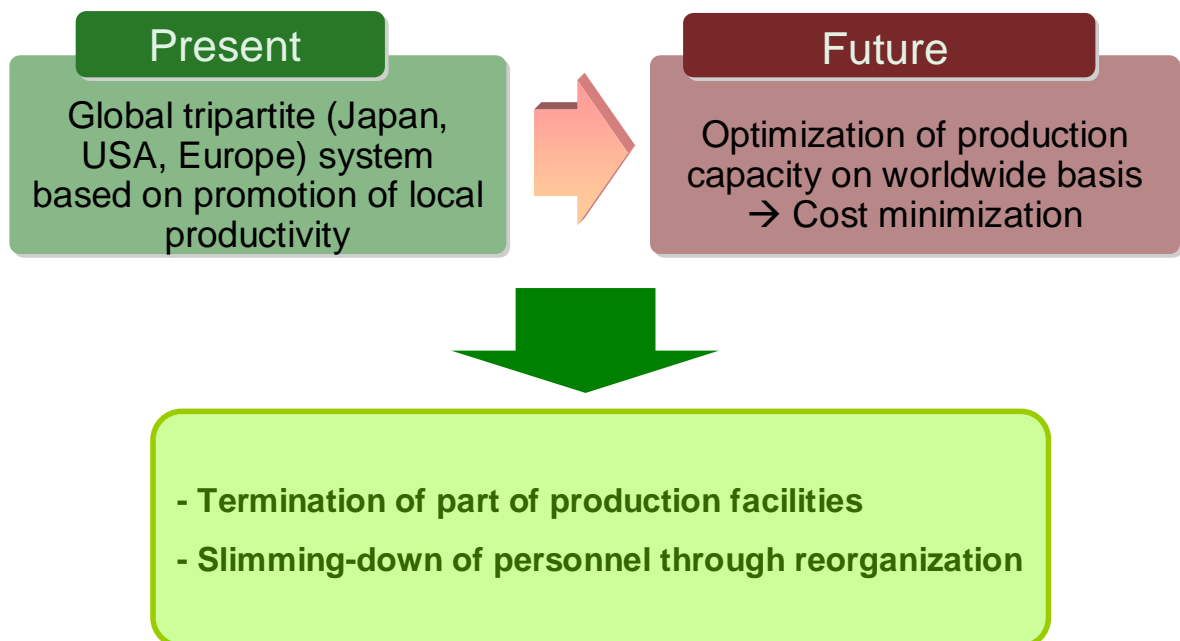 Present
Global tripartite (Japan,
USA, Europe) system
based on promotion of local
productivity
Future
Optimization of production
capacity on worldwide basis
→ Cost minimization
- Termination of part of production facilities
- Slimming-down of personnel through reorganization